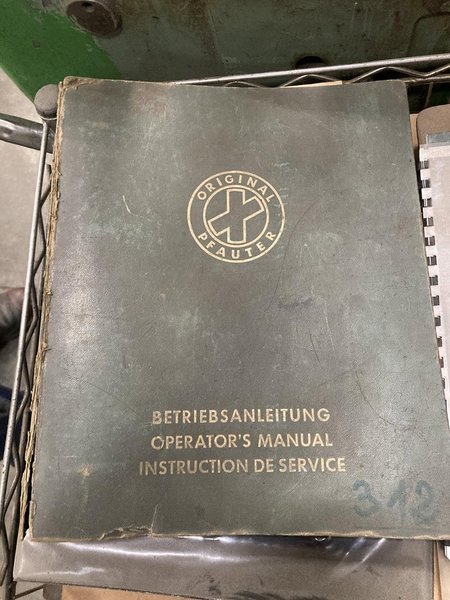 ORIGINAL
PFAUTER
BETRIEBSANLEITUNG
OPERATOR'S MANUAL
INSTRUCTION DE SERVICE
312